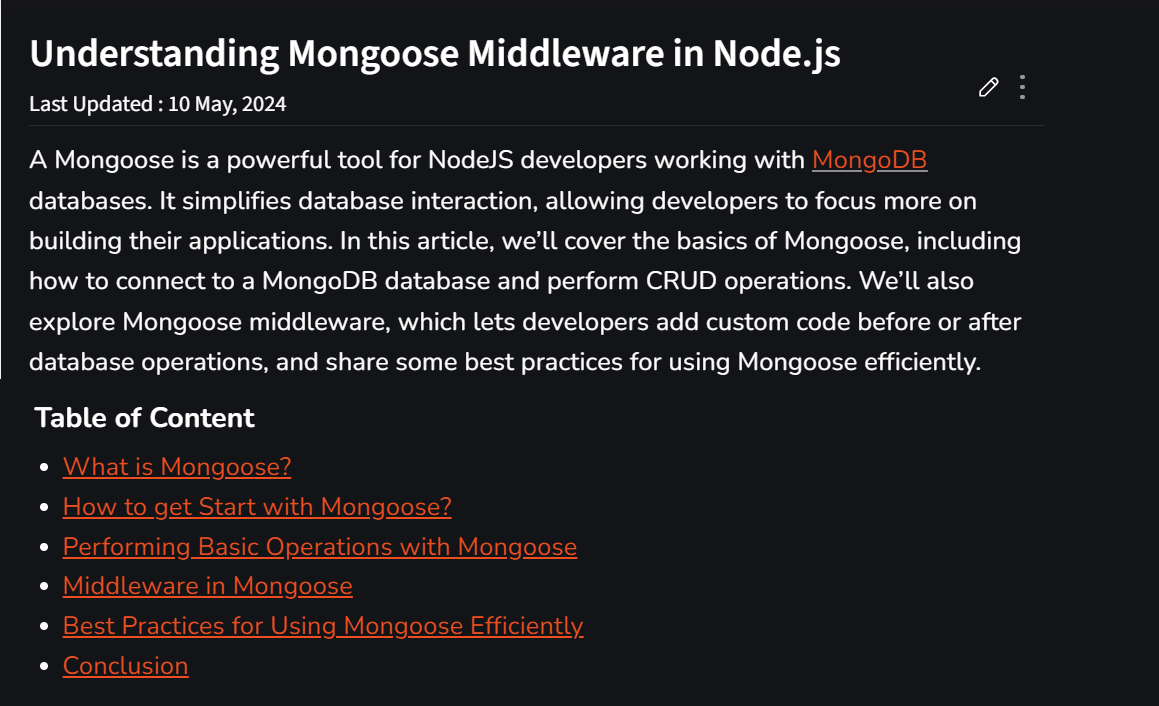 Understanding Mongoose Middleware in Node.js
Last Updated : 10 May, 2024
A Mongoose is a powerful tool for NodeJS developers working with MongoDB
databases. It simplifies database interaction, allowing developers to focus more on
building their applications. In this article, we’ll cover the basics of Mongoose, including
how to connect to a MongoDB database and perform CRUD operations. We’ll also
explore Mongoose middleware, which lets developers add custom code before or after
database operations, and share some best practices for using Mongoose efficiently.
Table of Content
What is Mongoose?
How to get Start with Mongoose?
Performing Basic Operations with Mongoose
Middleware in Mongoose
Best Practices for Using Mongoose Efficiently
Conclusion